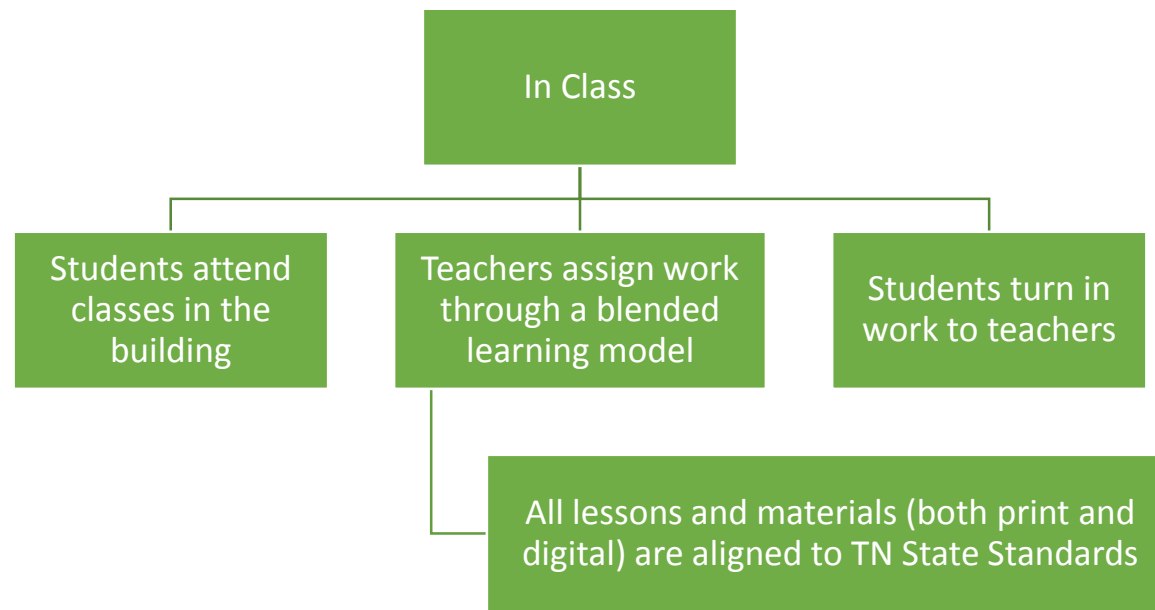 In Class
Students attend
classes in the
building
Teachers assign work
through a blended
learning model
Students turn in
work to teachers
All lessons and materials (both print and
digital) are aligned to TN State Standards